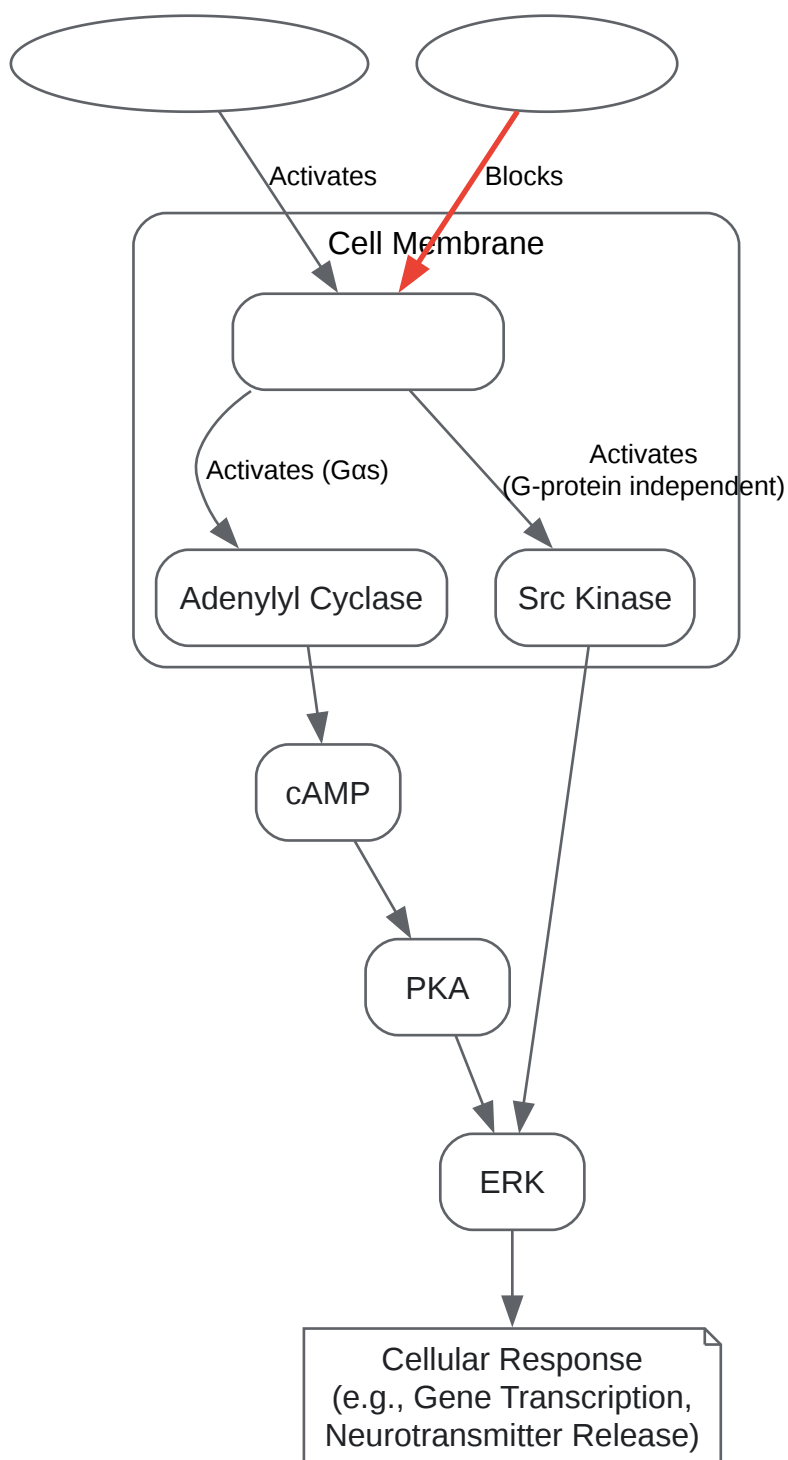 Activates
Blocks
Cell Membrane
Activates (Gαs)
Activates
(G-protein independent)
Adenylyl Cyclase
Src Kinase
cAMP
PKA
ERK
Cellular Response
(e.g., Gene Transcription,
Neurotransmitter Release)